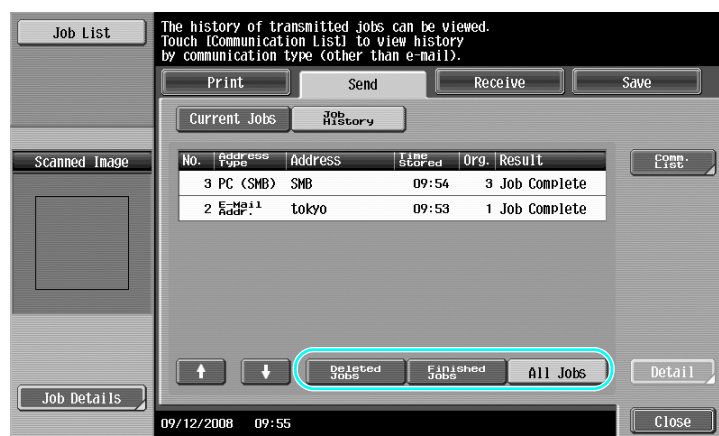 Job List
The history of transmitted jobs can be viewed.
Touch [Communication List] to view history
by communication type (other than e-mail).
Print
Send
Receive
Save
Current Jobs
Job
History
Scanned Image
No. Address Type Address Time Stored Org. Result
Comm.
List
3 PC (SMB) SMB 09:54 3 Job Complete
2 E-Mail Addr. tokyo 09:53 1 Job Complete
Deleted
Jobs
Finished
Jobs
All Jobs
Detail
Job Details
09/12/2008 09:55
Close